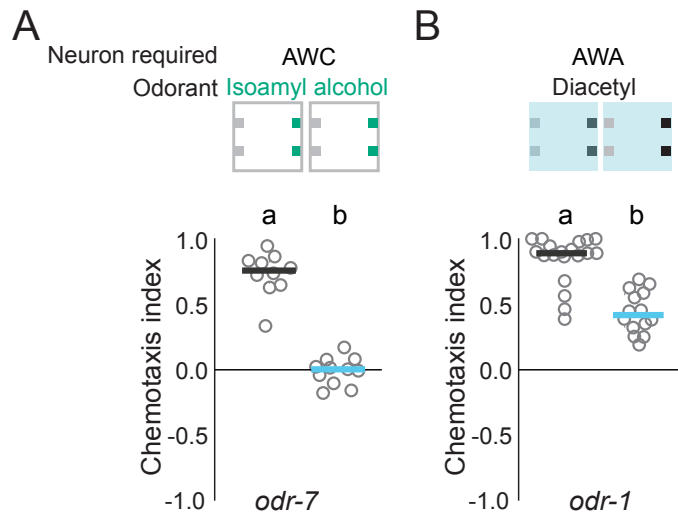 A
Neuron required AWC
Odorant Isoamyl alcohol
a b
1.0
0.5
0.0
-0.5
-1.0
Chemotaxis index
odr-7
B
AWA
Diacetyl
a b
1.0
0.5
0.0
-0.5
-1.0
Chemotaxis index
odr-1